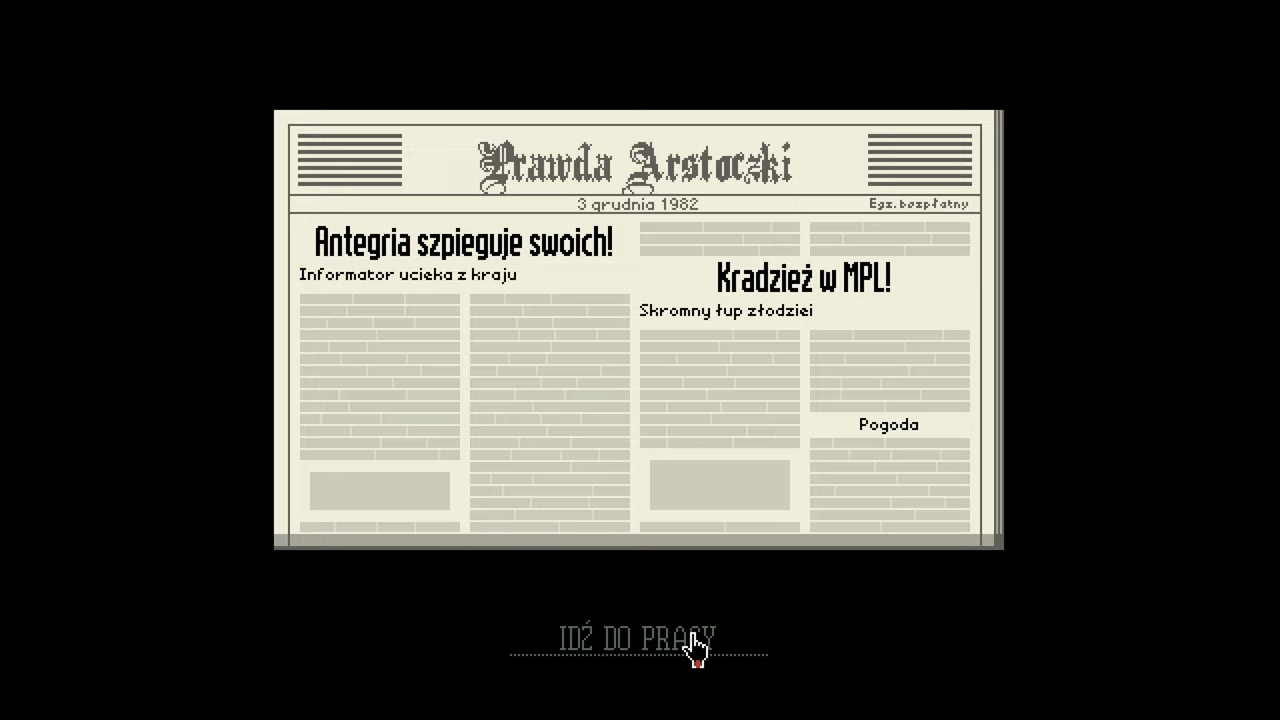 Prawda Arstoczki
3 grudnia 1982
Egz. bezpłatny
Antegria szpieguje swoich!
Informator ucieka z kraju
Kradzież w MPL!
Skromny łup złodziei
Pogoda
IDŹ DO PRACY